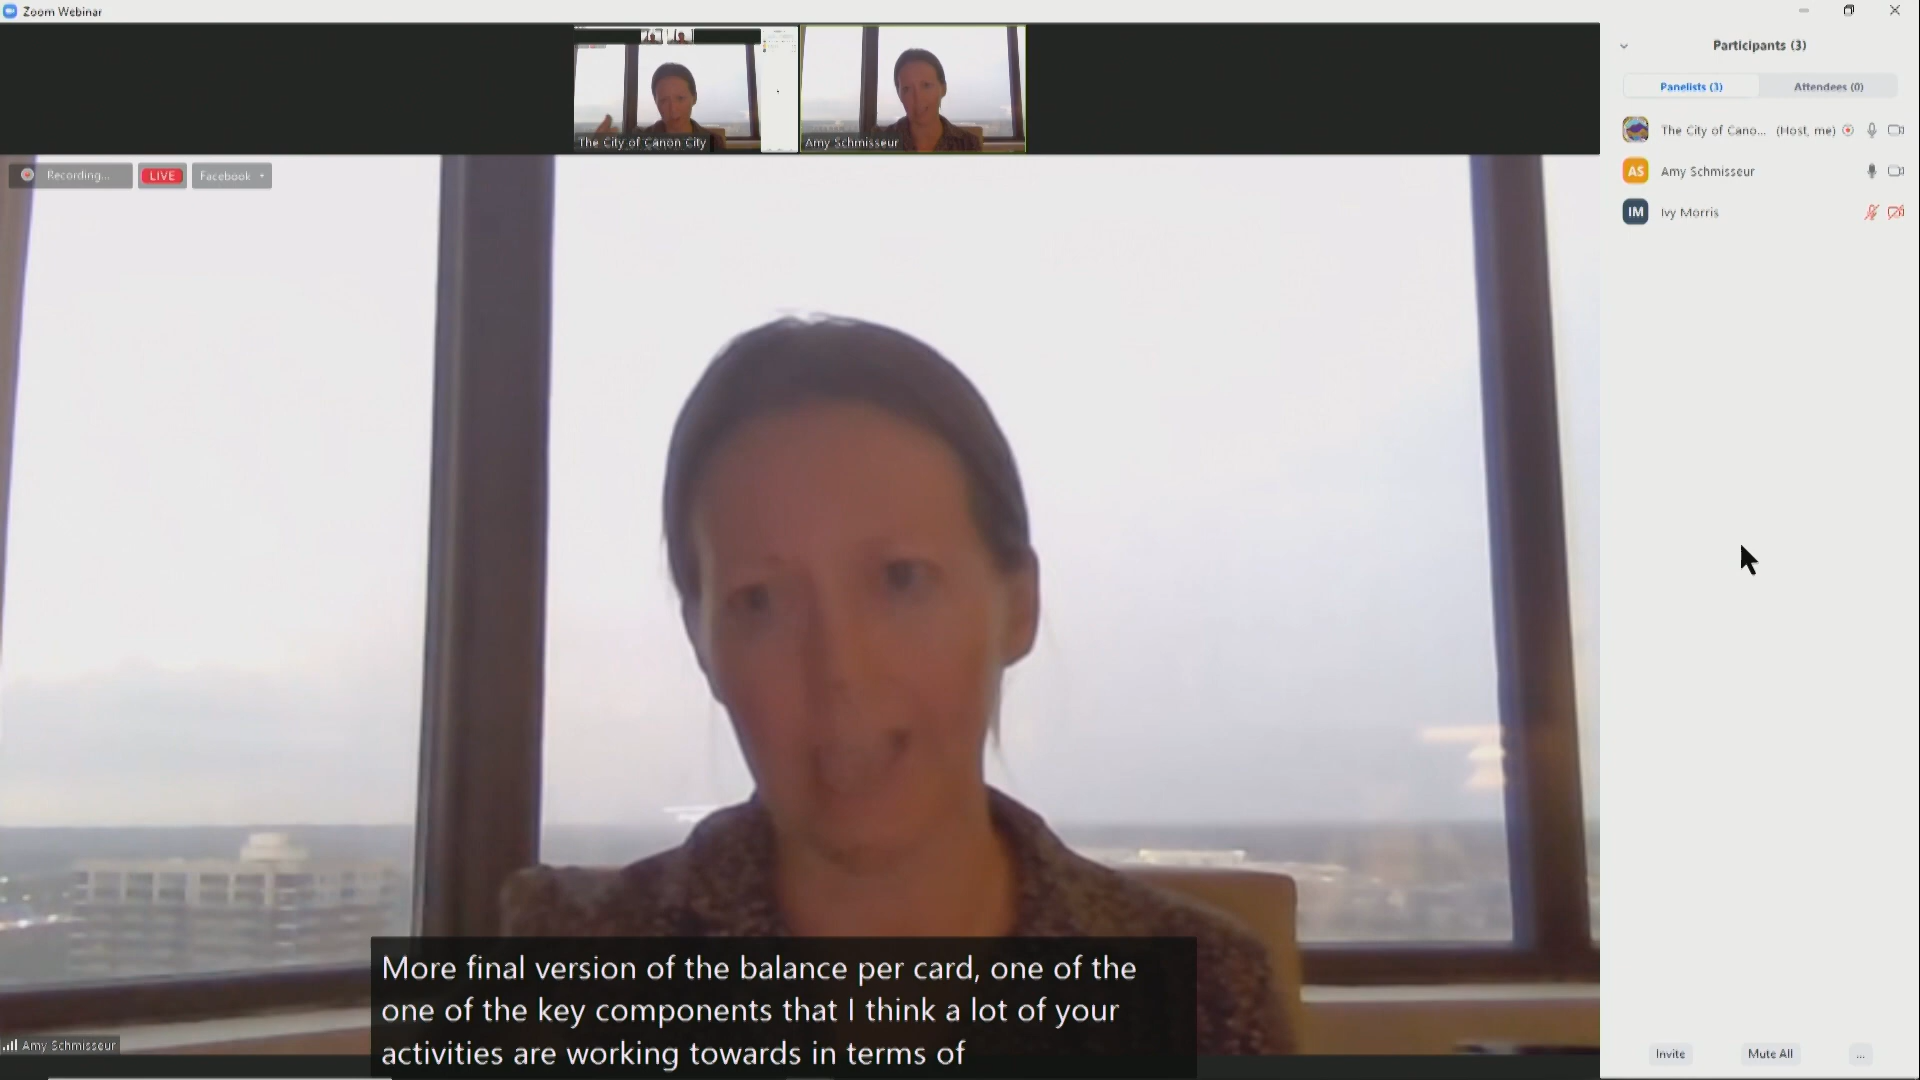 Zoom Webinar
The City of Canon City
Amy Schmisseur
Recording...
LIVE
Facebook
Participants (3)
Panelists (3)
Attendees (0)
The City of Cano... (Host, me)
AS
Amy Schmisseur
IM
Ivy Morris
More final version of the balance per card, one of the
one of the key components that I think a lot of your
activities are working towards in terms of
Amy Schmisseur
Invite
Mute All
...